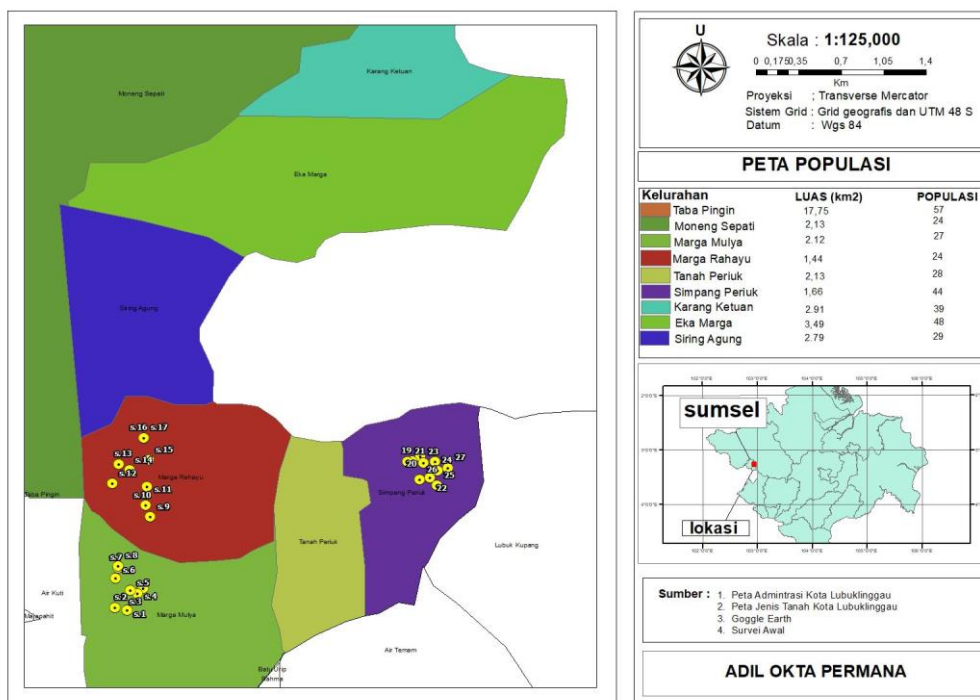 Karang Ketuan
Moneng Sepati
Eka Marga
Siring Agung
s.16 s.17
s.15
s.13
s.14
s.12
Marga Rahayu
s.11
s.10
s.9
Taba Pingin
19 21 23
27
24
20
25
26
Simpang Periuk
22
Tanah Periuk
Lubuk Kupang
s.7 s.8
s.6
s.5
Air Kuti
s.2
s.4
s.3
Majapahit
s.1
Marga Mulya
Air Temam
Batu Urip
Rahma
U
Skala : 1:125,000
0 0,1750,35 0,7 1,05 1,4
Km
Proyeksi : Transverse Mercator
Sistem Grid : Grid geografis dan UTM 48 S
Datum : Wgs 84
PETA POPULASI
Kelurahan LUAS (km2) POPULASI
Taba Pingin 17,75 57
Moneng Sepati 2,13 24
Marga Mulya 2.12 27
Marga Rahayu 1,44 24
Tanah Periuk 2,13 28
Simpang Periuk 1,66 44
Karang Ketuan 2.91 39
Eka Marga 3,49 48
Siring Agung 2.79 29
sumsel
lokasi
Sumber : 1. Peta Admintrasi Kota Lubuklinggau
2. Peta Jenis Tanah Kota Lubuklinggau
3. Goggle Earth
4. Survei Awal
ADIL OKTA PERMANA